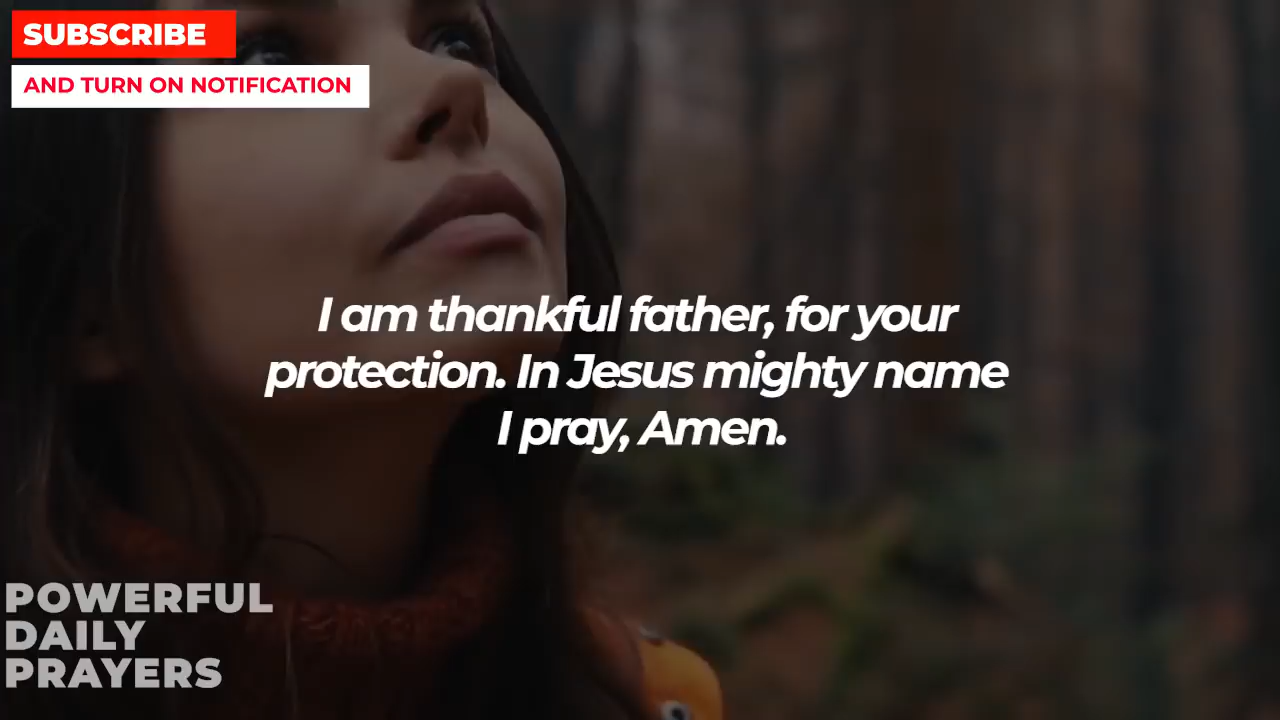 SUBSCRIBE
AND TURN ON NOTIFICATION
I am thankful father, for your
protection. In Jesus mighty name
I pray, Amen.
POWERFUL
DAILY
PRAYERS